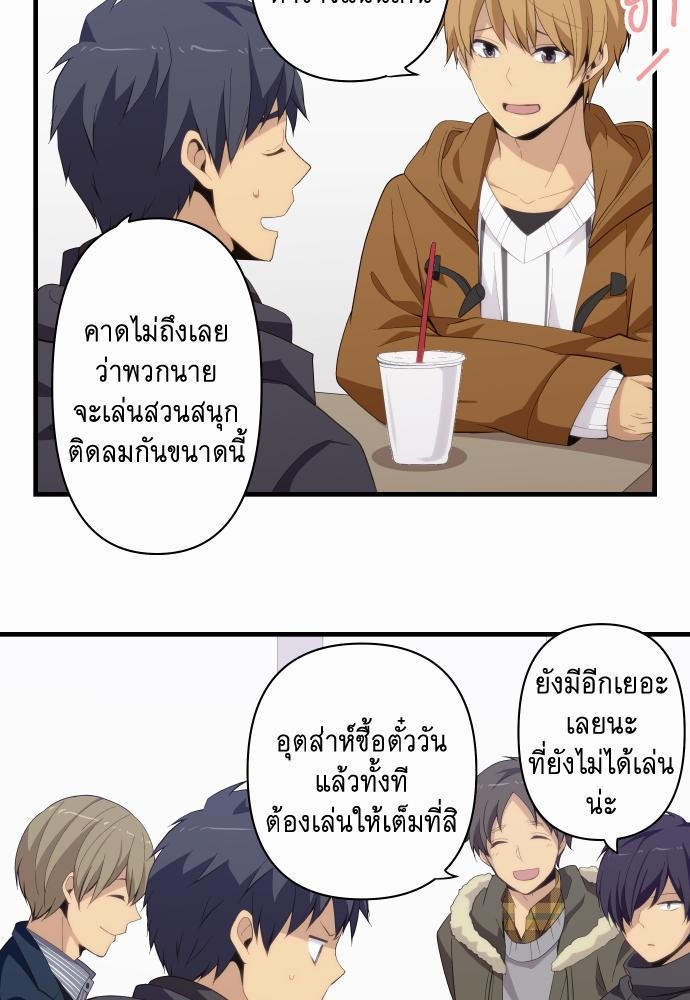 คาดไม่ถึงเลย
ว่าพวกนาย
จะเล่นสวนสนุก
ติดลมกันขนาดนี้
อุตส่าห์ซื้อตั๋ววัน
แล้วทั้งที
ต้องเล่นให้เต็มที่สิ
ยังมีอีกเยอะ
เลยนะ
ที่ยังไม่ได้เล่น
น่ะ